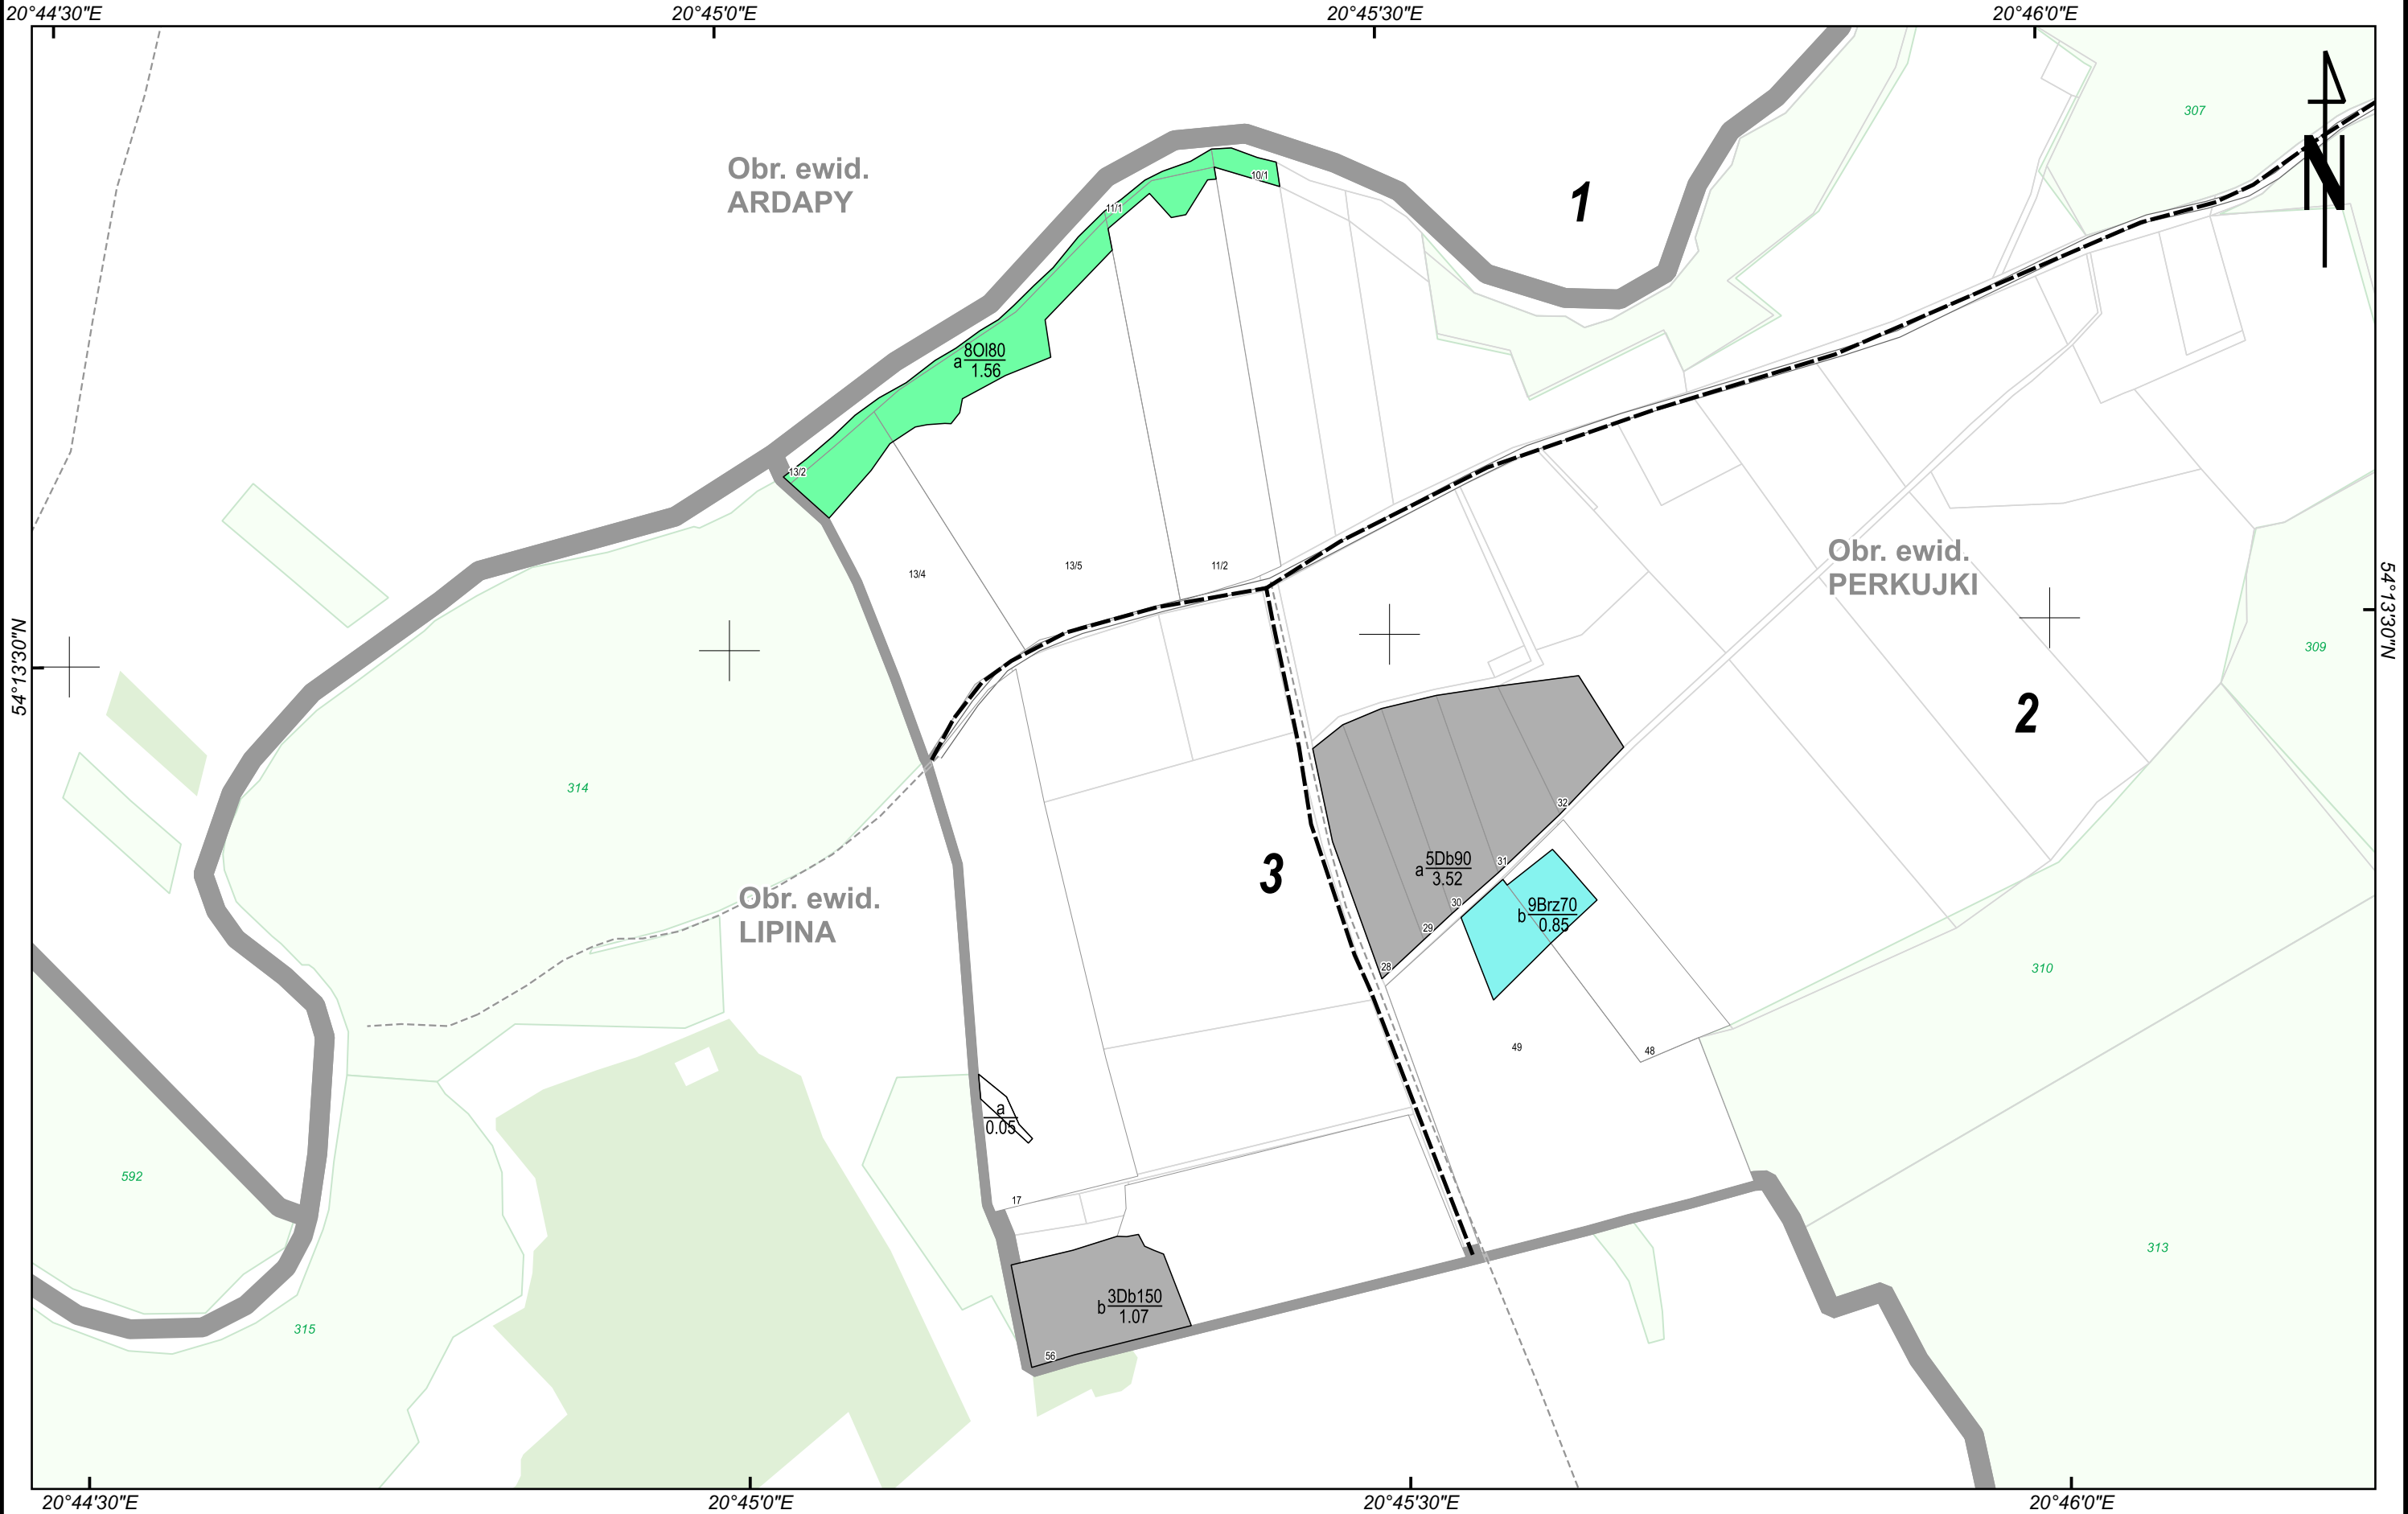 20°44'30"E
20°45'0"E
20°45'30"E
20°46'0"E
307
N
Obr. ewid.
ARDAPY
1
10/1
11/1
a 8Ol80
1.56
13/2
13/4
13/5
11/2
Obr. ewid.
PERKUJKI
54°13'30"N
54°13'30"N
309
2
314
32
3
a 5Db90
3.52
31
30
29
28
b 9Brz70
0.85
Obr. ewid.
LIPINA
310
49
48
a
0.05
592
17
313
b 3Db150
1.07
315
56
20°44'30"E
20°45'0"E
20°45'30"E
20°46'0"E